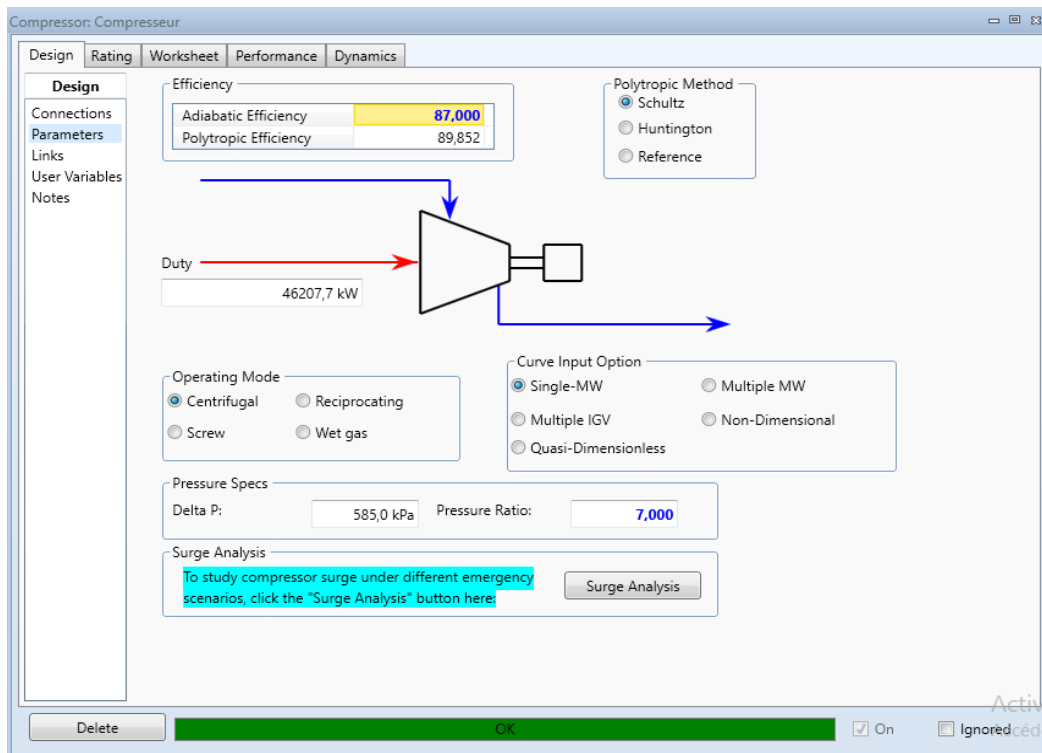 Compressor: Compresseur
Design Rating Worksheet Performance Dynamics
Design
Connections
Parameters
Links
User Variables
Notes
Efficiency
Adiabatic Efficiency 87,000
Polytropic Efficiency 89,852
Polytropic Method
Schultz
Huntington
Reference
Duty
46207,7 kW
Operating Mode
Centrifugal Reciprocating
Screw Wet gas
Curve Input Option
Single-MW Multiple MW
Multiple IGV Non-Dimensional
Quasi-Dimensionless
Pressure Specs
Delta P: 585,0 kPa Pressure Ratio: 7,000
Surge Analysis
To study compressor surge under different emergency
scenarios, click the "Surge Analysis" button here:
Surge Analysis
Delete OK On Ignored